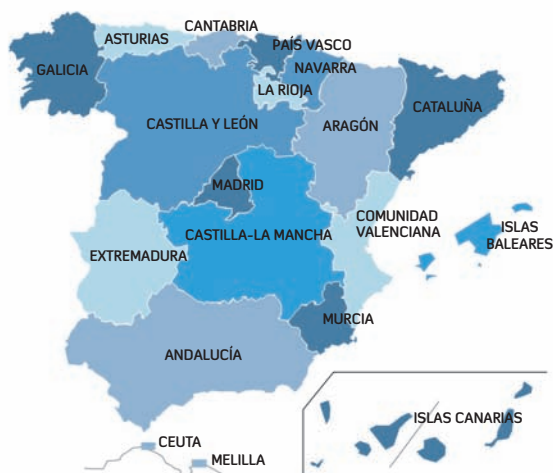 CANTABRIA
ASTURIAS
PAÍS VASCO
GALICIA
NAVARRA
LA RIOJA
CATALUÑA
CASTILLA Y LEÓN
ARAGÓN
MADRID
COMUNIDAD
VALENCIANA
ISLAS
BALEARES
CASTILLA-LA MANCHA
EXTREMADURA
MURCIA
ANDALUCÍA
ISLAS CANARIAS
CEUTA
MELILLA